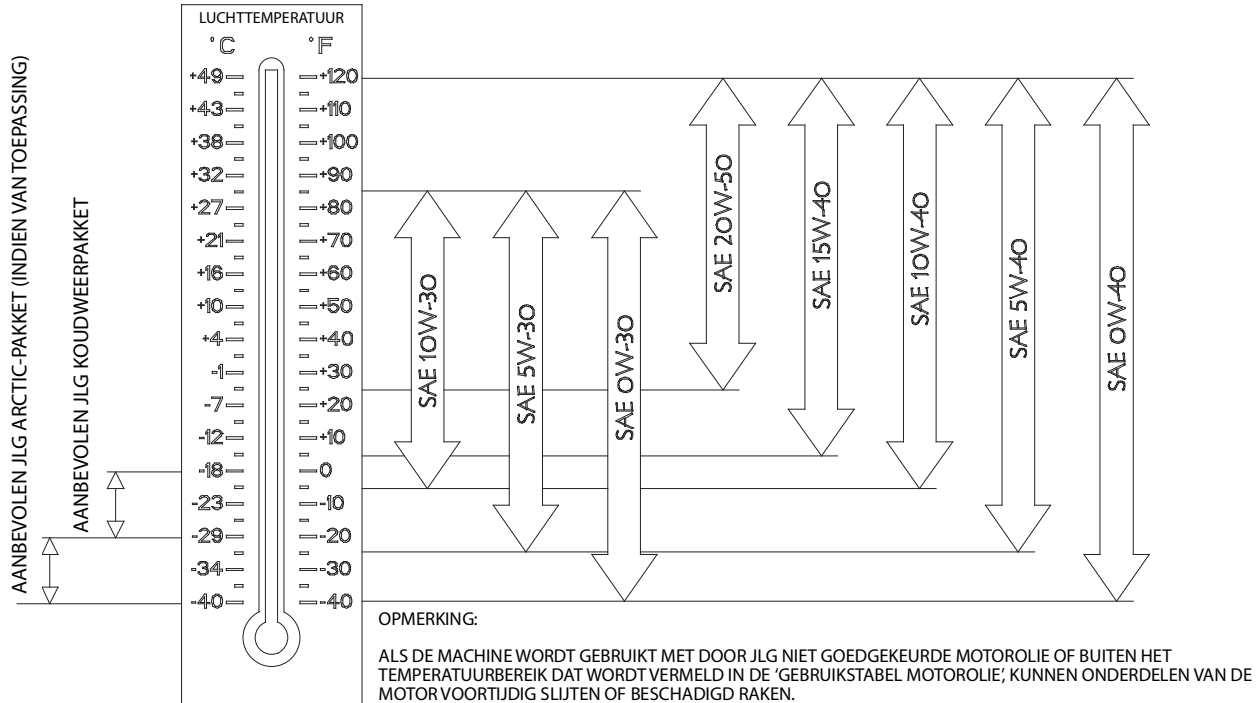 LUCHTTEMPERATUUR
°C °F
+49 +120
+43 +110
+38 +100
+32 +90
+27 +80
+21 +70
+16 +60
+10 +50
+4 +40
-1 +30
-7 +20
-12 +10
-18 0
-23 -10
-29 -20
-34 -30
-40 -40
AANBEVOLEN JLG ARCTIC-PAKKET (INDIEN VAN TOEPASSING)
AANBEVOLEN JLG KOUDWEERPAKKET
SAE 10W-30
SAE 5W-30
SAE 0W-30
SAE 20W-50
SAE 15W-40
SAE 10W-40
SAE 5W-40
SAE 0W-40
OPMERKING:
ALS DE MACHINE WORDT GEBRUIKT MET DOOR JLG NIET GOEDGEKEURDE MOTOROLIE OF BUITEN HET
TEMPERATUURBEREIK DAT WORDT VERMELD IN DE ‘GEBRUIKSTABEL MOTOROLIE’, KUNNEN ONDERDELEN VAN DE
MOTOR VOORTIJDIG SLIJTEN OF BESCHADIGD RAKEN.